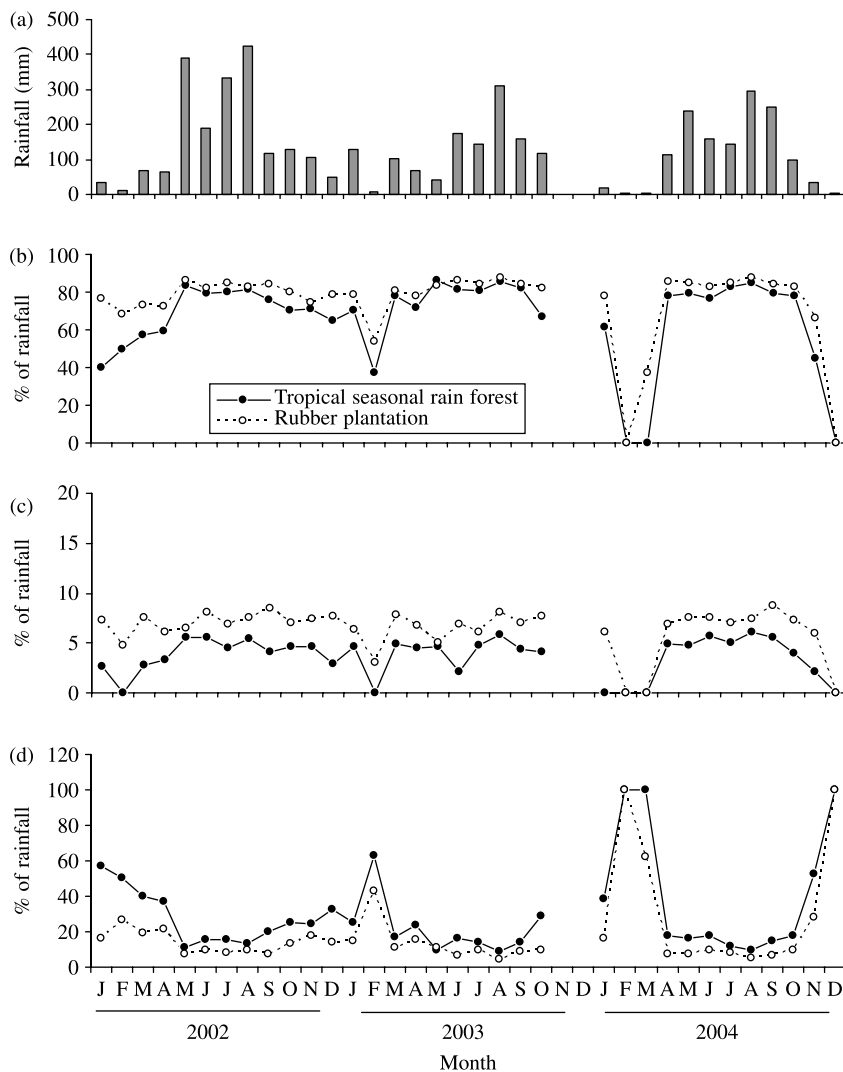 (a)
500
400
300
200
100
0
Rainfall (mm)
(b)
100
80
60
40
20
0
% of rainfall
Tropical seasonal rain forest
Rubber plantation
(c)
20
15
10
5
0
% of rainfall
(d)
120
100
80
60
40
20
0
% of rainfall
J F M A M J J A S O N D J F M A M J J A S O N D J F M A M J J A S O N D
2002 2003 2004
Month